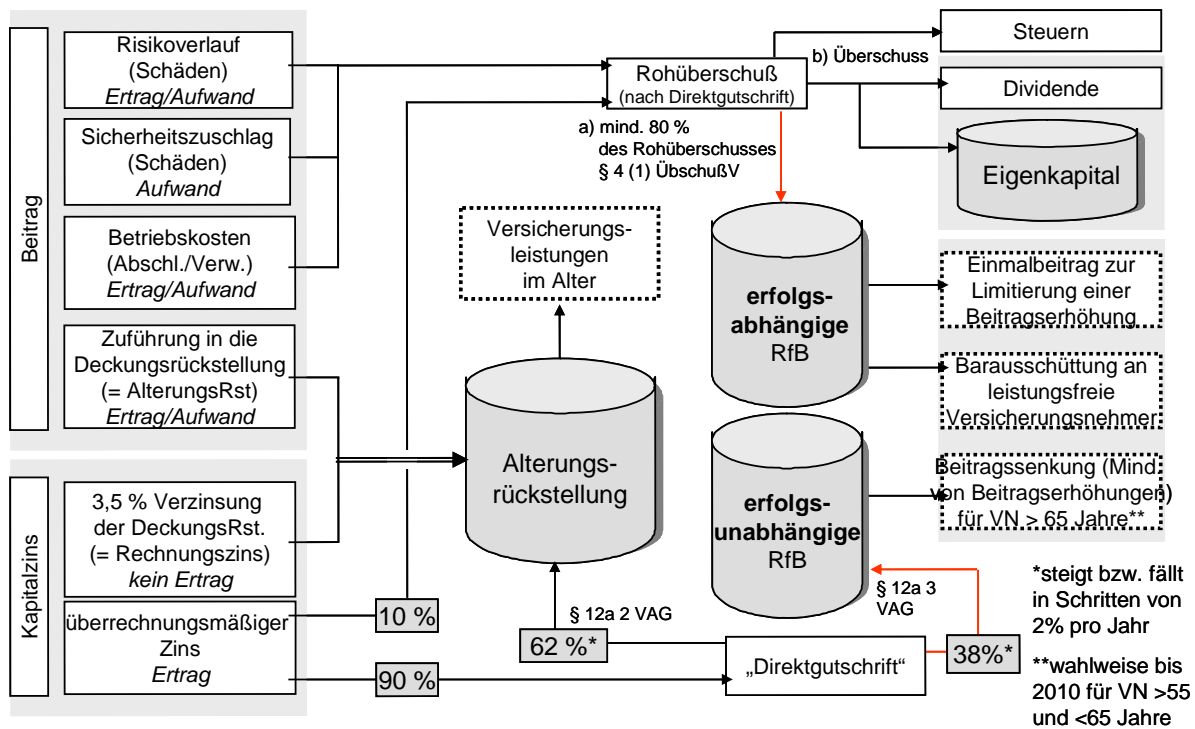 Beitrag
Risikoverlauf
(Schäden)
Ertrag/Aufwand
Sicherheitszuschlag
(Schäden)
Aufwand
Betriebskosten
(Abschl./Verw.)
Ertrag/Aufwand
Zuführung in die
Deckungsrückstellung
(= AlterungsRst)
Ertrag/Aufwand
Kapitalzins
3,5 % Verzinsung
der DeckungsRst.
(= Rechnungszins)
kein Ertrag
überrechnungsmäßiger
Zins
Ertrag
10 %
90 %
Versicherungs-
leistungen
im Alter
Alterungs-
rückstellung
§ 12a 2 VAG
62 %*
„Direktgutschrift“
38%*
§ 12a 3
VAG
Rohüberschuß
(nach Direktgutschrift)
a) mind. 80 %
des Rohüberschusses
§ 4 (1) ÜbschußV
b) Überschuss
erfolgs-
abhängige
RfB
erfolgs-
unabhängige
RfB
Steuern
Dividende
Eigenkapital
Einmalbeitrag zur
Limitierung einer
Beitragserhöhung
Barausschüttung an
leistungsfreie
Versicherungsnehmer
Beitragssenkung (Mind.
von Beitragserhöhungen)
für VN > 65 Jahre**
*steigt bzw. fällt
in Schritten von
2% pro Jahr
**wahlweise bis
2010 für VN >55
und <65 Jahre